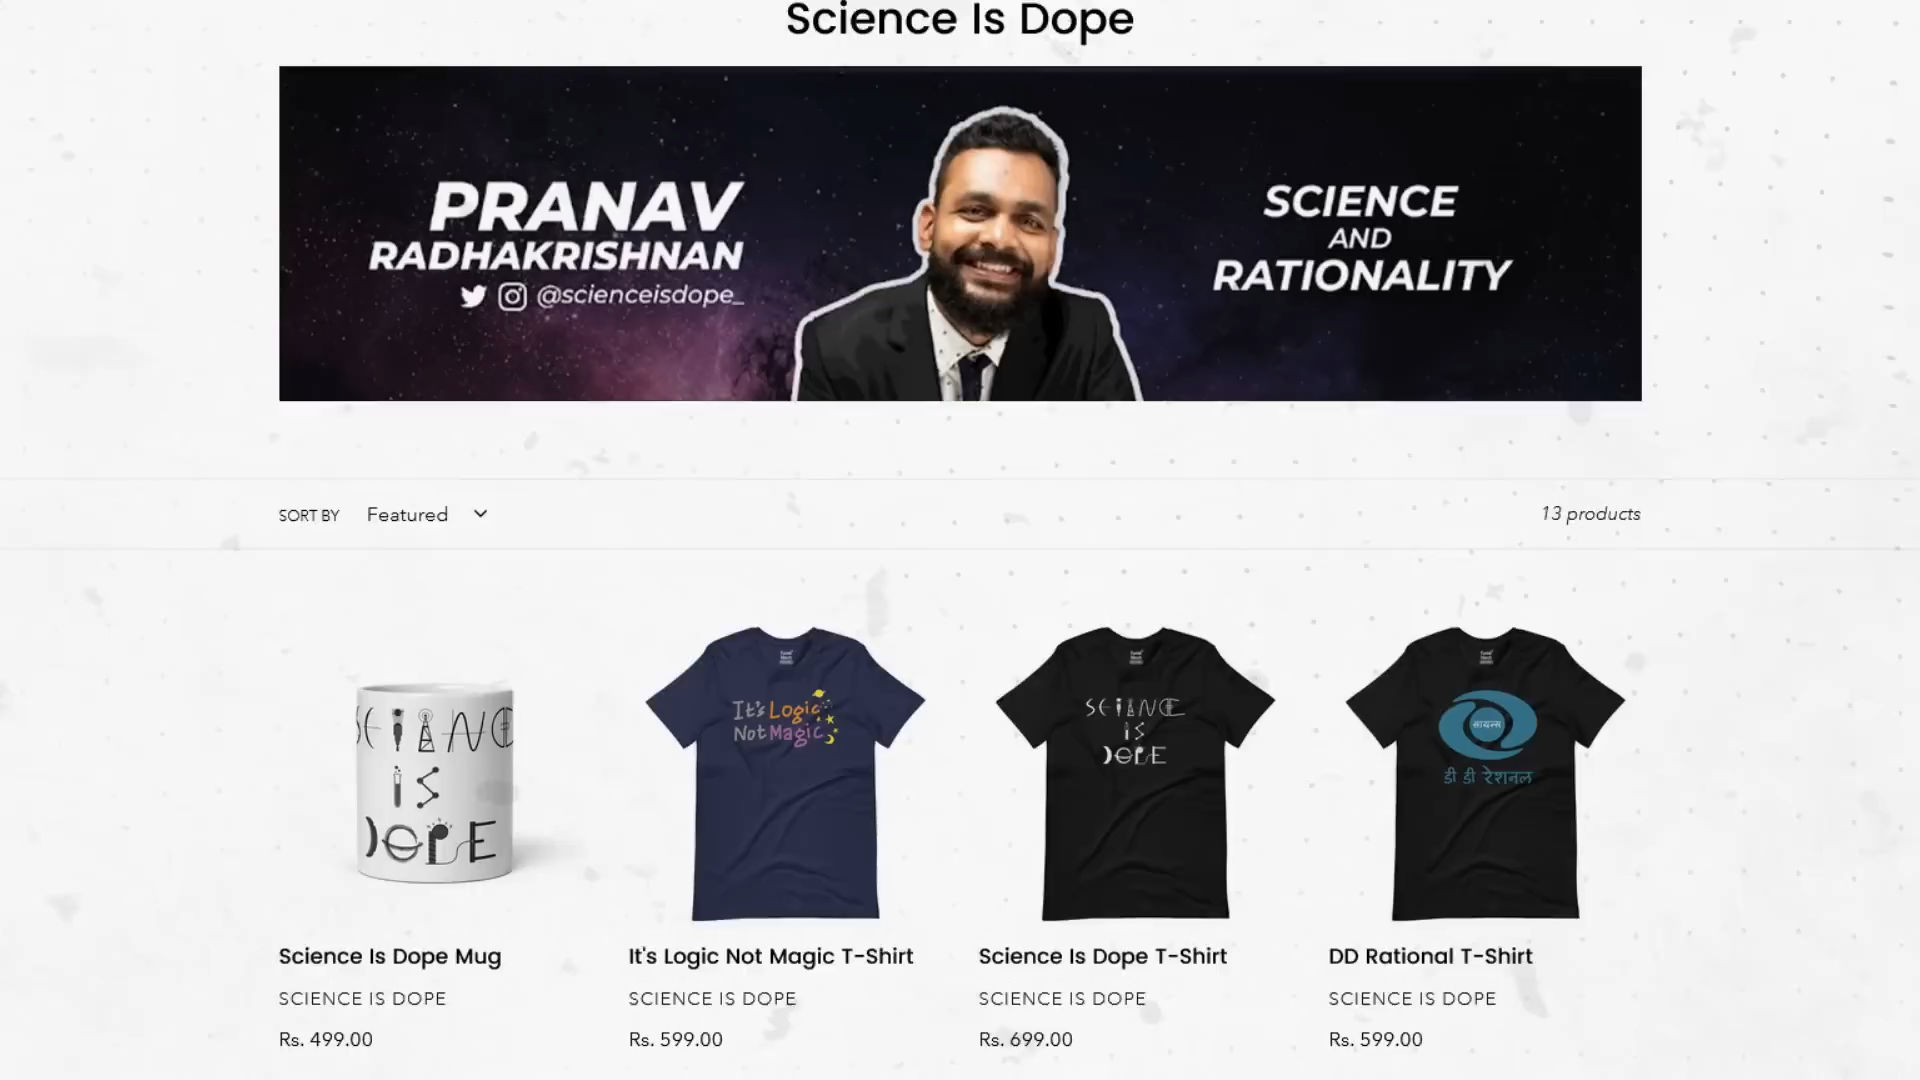 Science Is Dope
PRANAV
RADHAKRISHNAN
@scienceisdope_
SCIENCE
AND
RATIONALITY
SORT BY Featured
13 products
SCIENCE
IS
DOPE
It's Logic
Not Magic
SCIENCE
IS
DOPE
सायन्स
डी डी रेशनल
Science Is Dope Mug
SCIENCE IS DOPE
Rs. 499.00
It's Logic Not Magic T-Shirt
SCIENCE IS DOPE
Rs. 599.00
Science Is Dope T-Shirt
SCIENCE IS DOPE
Rs. 699.00
DD Rational T-Shirt
SCIENCE IS DOPE
Rs. 599.00